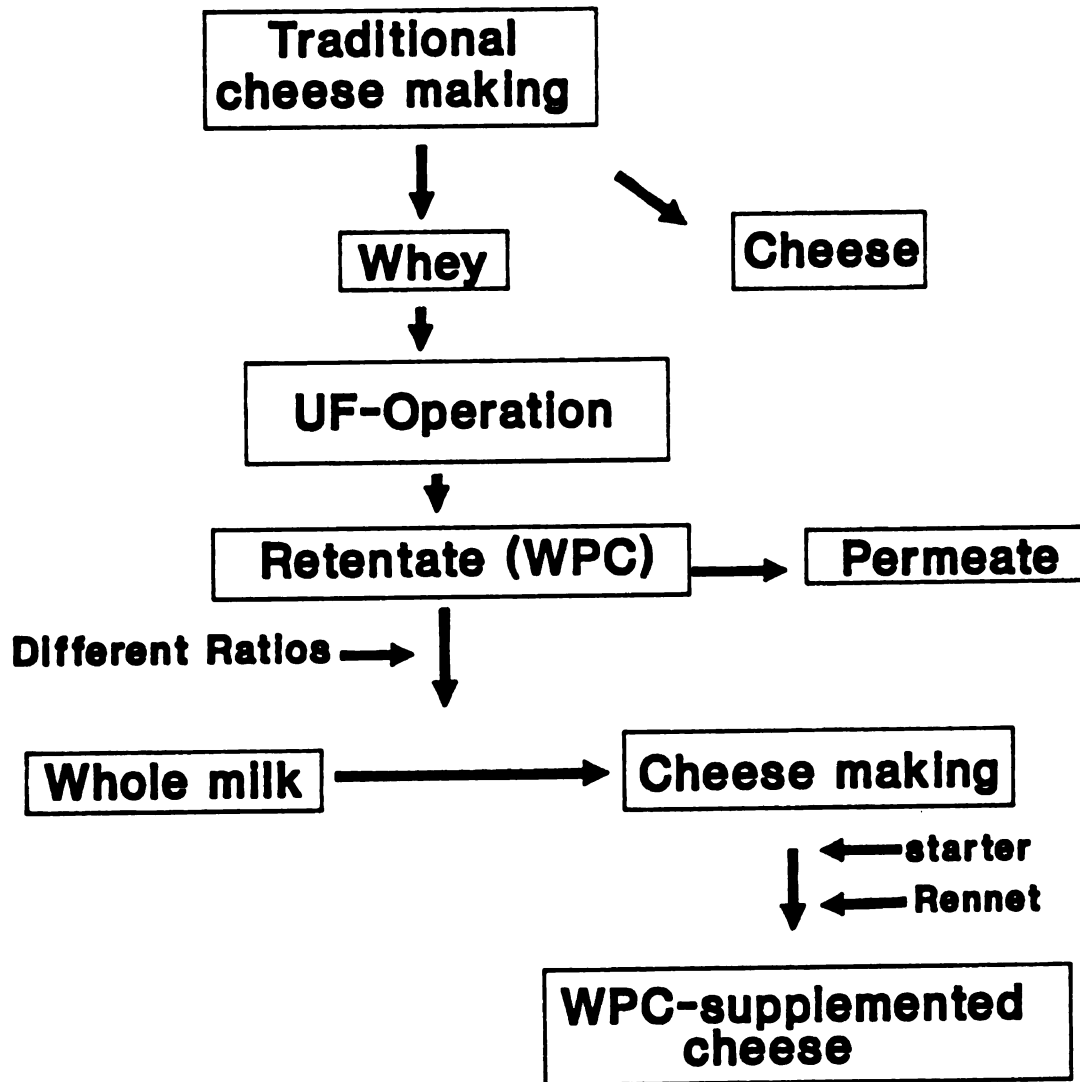 Traditional
cheese making
Whey
Cheese
UF-Operation
Retentate (WPC)
Permeate
Different Ratios
Whole milk
Cheese making
starter
Rennet
WPC-supplemented
cheese